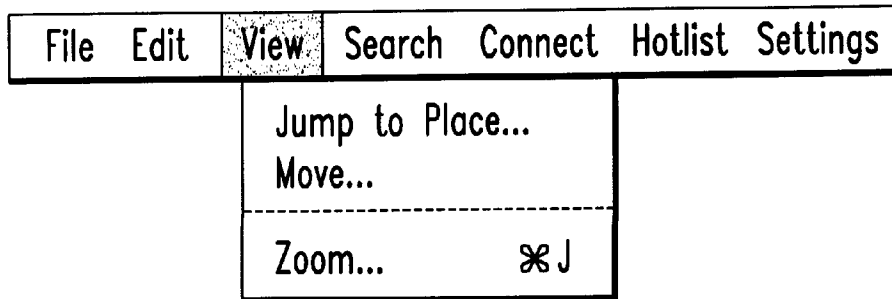 File Edit View Search Connect Hotlist Settings
Jump to Place...
Move...
Zoom... ⌘J